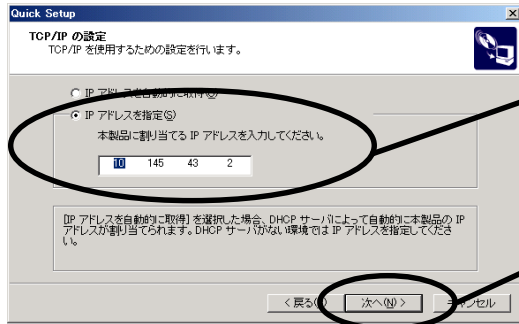 Quick Setup
TCP/IP の設定
TCP/IP を使用するための設定を行います。
IP アドレスを自動的に取得(O)
IP アドレスを指定(S)
本製品に割り当てる IP アドレスを入力してください。
10 145 43 2
[IP アドレスを自動的に取得] を選択した場合、DHCP サーバによって自動的に本製品の IP
アドレスが割り当てられます。DHCP サーバがない環境では IP アドレスを指定してくださ
い。
< 戻る 次へ(N) > キャンセル